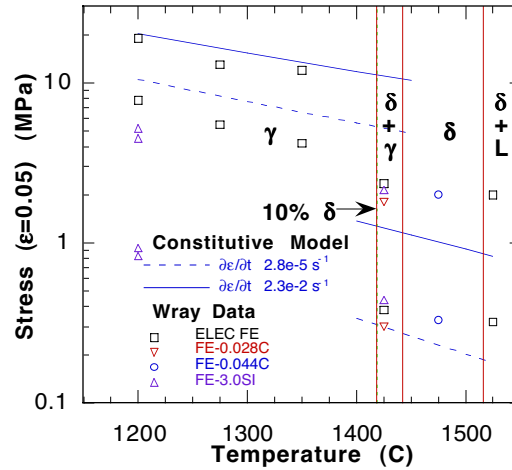 Stress (ε=0.05) (MPa)
10
1
0.1
γ
δ
+
γ
δ
δ
+
L
10% δ
Constitutive Model
∂ε/∂t 2.8e-5 s⁻¹
∂ε/∂t 2.3e-2 s⁻¹
Wray Data
ELEC FE
FE-0.028C
FE-0.044C
FE-3.0SI
1200 1300 1400 1500
Temperature (C)